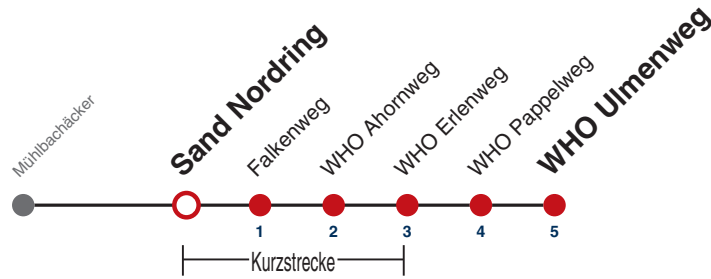 Mühlbachäcker
Sand Nordring
Falkenweg
WHO Ahornweg
WHO Erlenweg
WHO Pappelweg
WHO Ulmenweg
1 2 3 4 5
Kurzstrecke